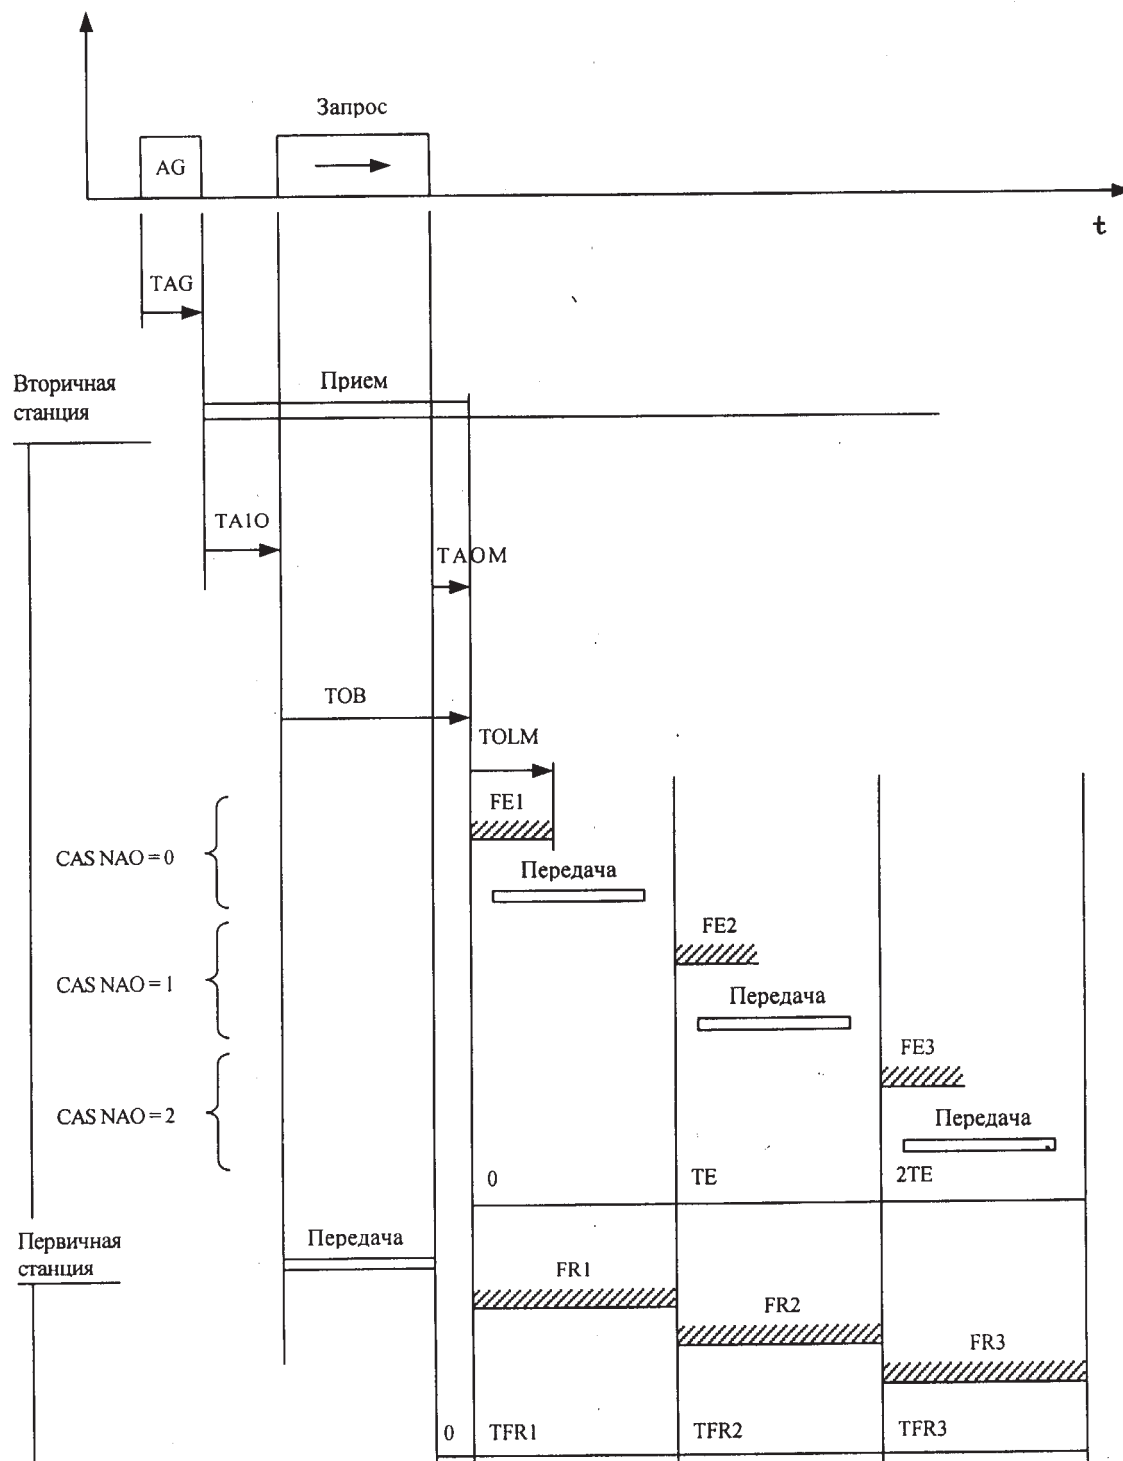 Запрос
AG
t
TAG
Вторичная
станция
Прием
TA1O
TAOM
TOB
TOLM
FE1
CAS NAO = 0
Передача
FE2
CAS NAO = 1
Передача
FE3
CAS NAO = 2
Передача
0
TE
2TE
Первичная
станция
Передача
FR1
FR2
FR3
0
TFR1
TFR2
TFR3